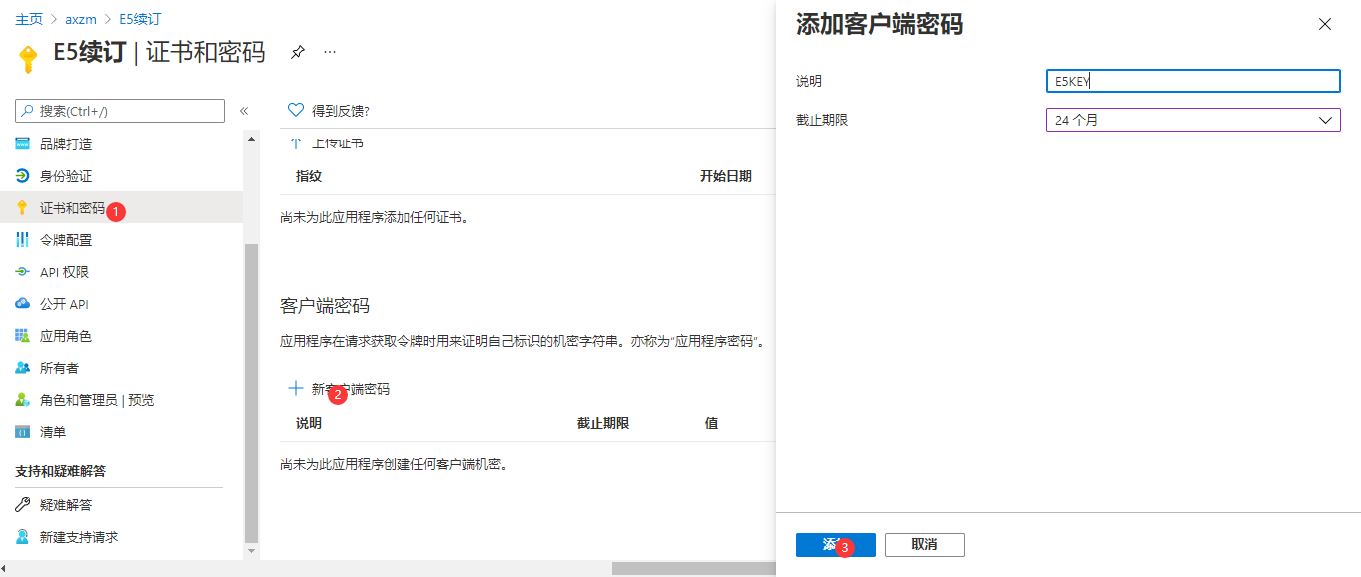 主页 > axzm > E5续订
E5续订 | 证书和密码
搜索(Ctrl+/)
品牌打造
身份验证
证书和密码 1
令牌配置
API 权限
公开 API
应用角色
所有者
角色和管理员 | 预览
清单
支持和疑难解答
疑难解答
新建支持请求
得到反馈?
上传证书
指纹 开始日期
尚未为此应用程序添加任何证书。
客户端密码
应用程序在请求获取令牌时用来证明自己标识的机密字符串。亦称为“应用程序密码”。
新客户端密码 2
说明 截止期限 值
尚未为此应用程序创建任何客户端机密。
添加客户端密码
说明 E5KEY
截止期限 24 个月
添加 3 取消